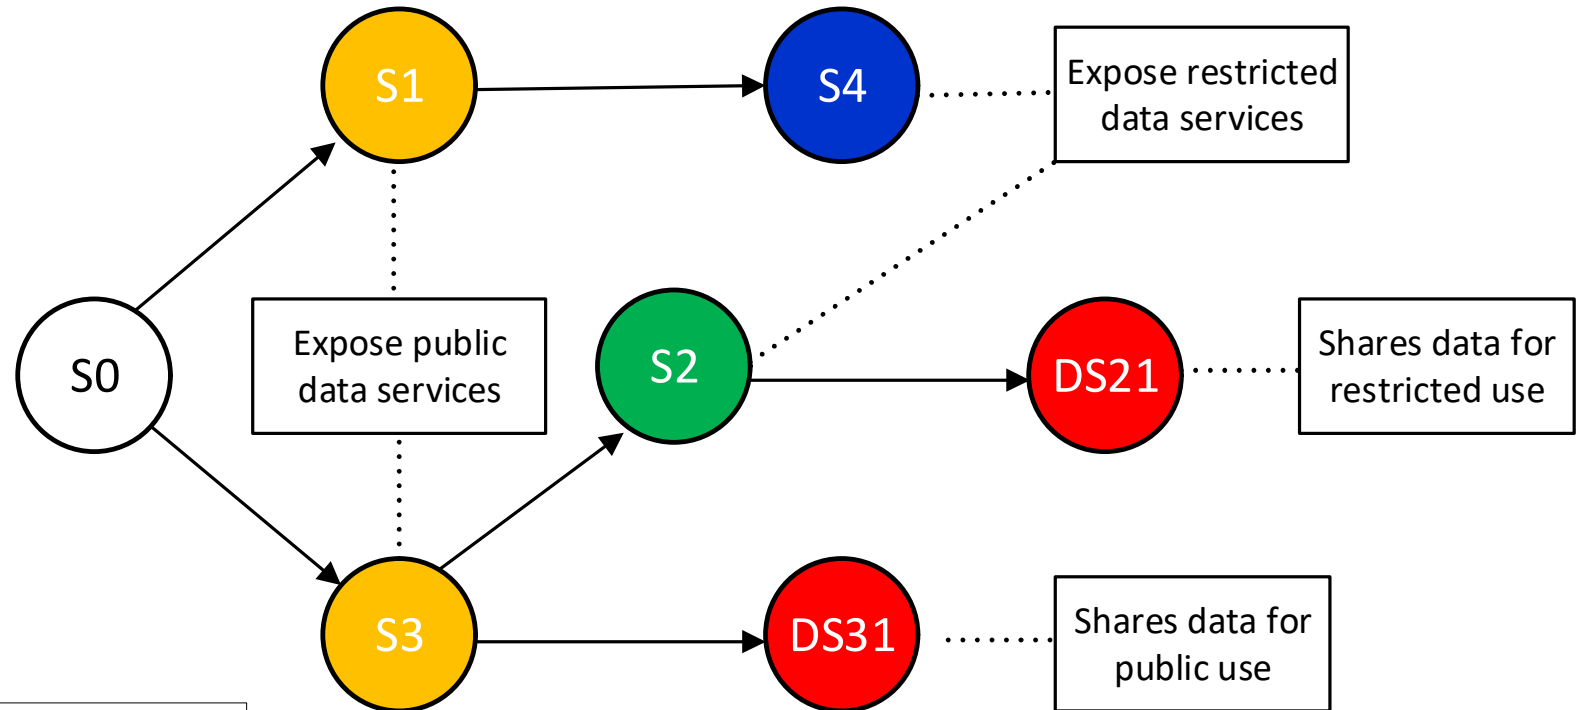 S1
S4
Expose restricted
data services
S0
Expose public
data services
S2
DS21
Shares data for
restricted use
S3
DS31
Shares data for
public use